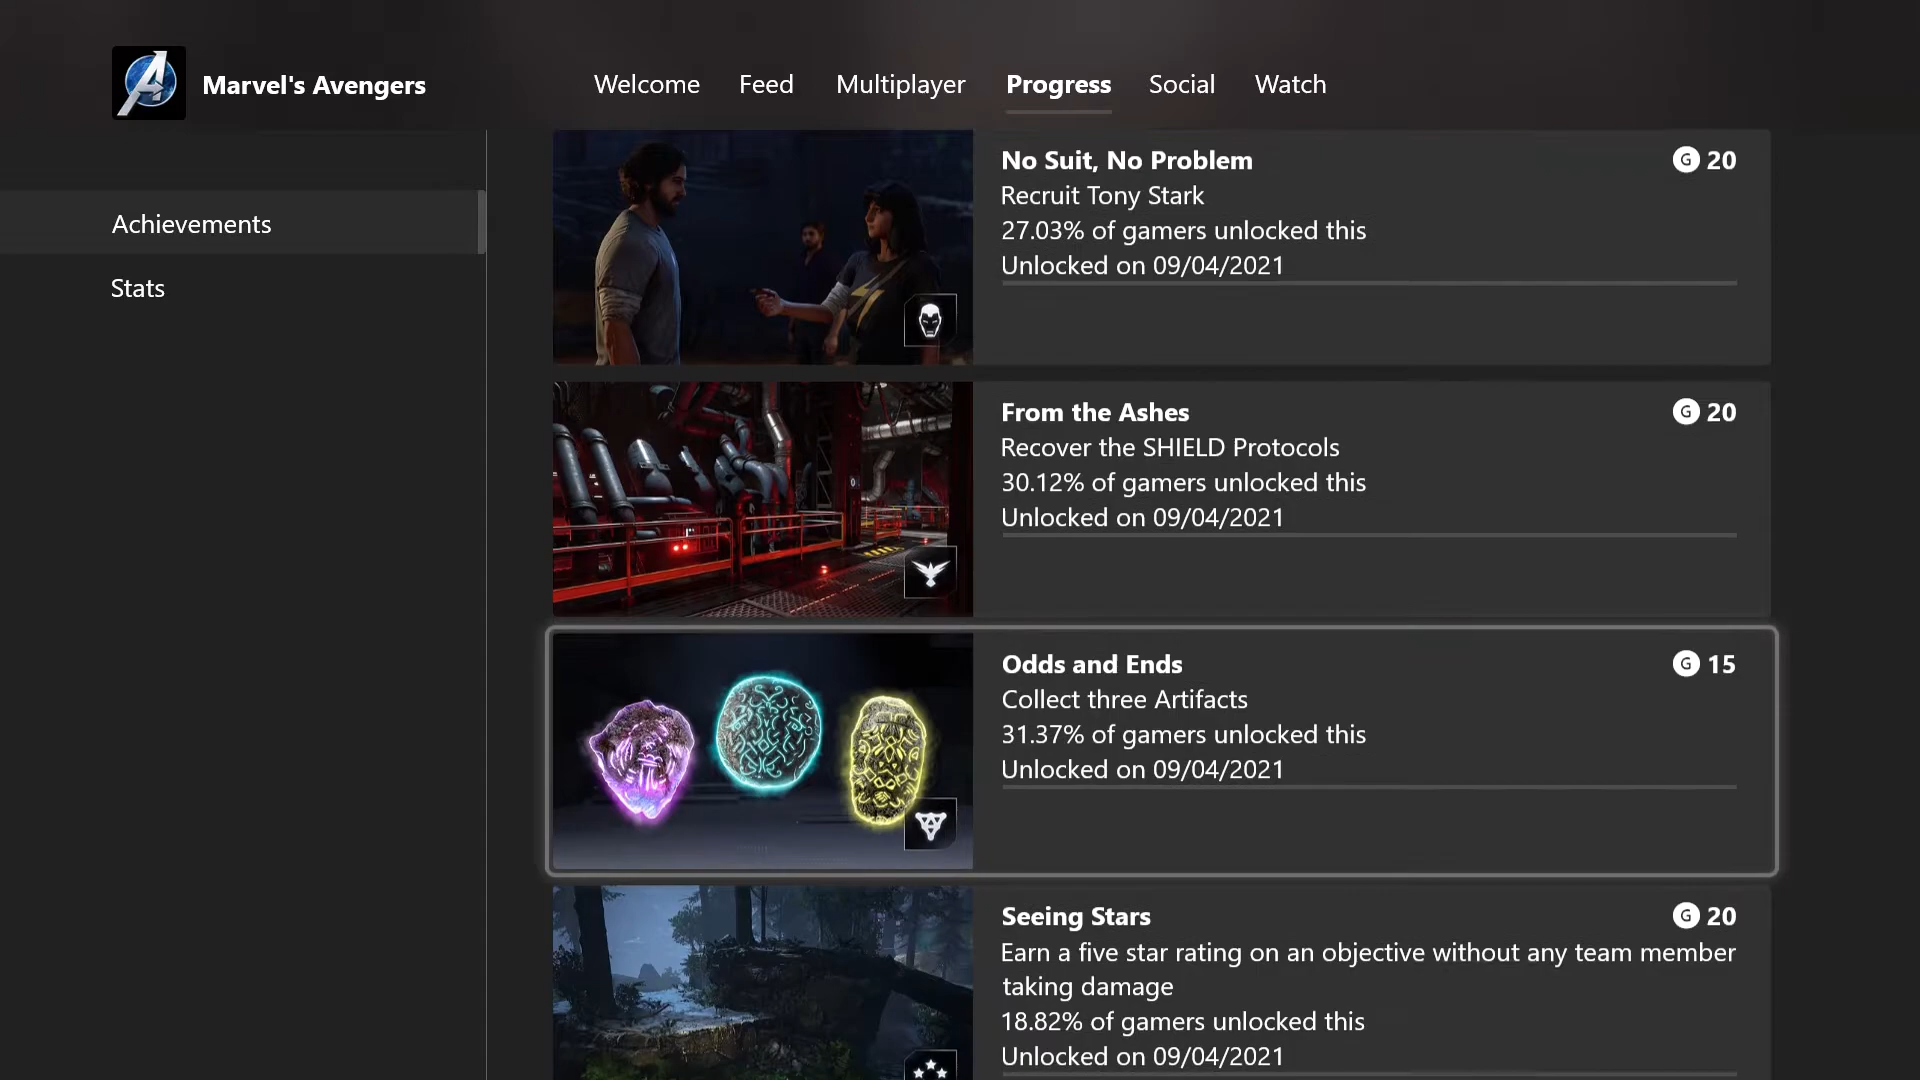 Marvel's Avengers
Welcome Feed Multiplayer Progress Social Watch
Achievements
Stats
No Suit, No Problem
G 20
Recruit Tony Stark
27.03% of gamers unlocked this
Unlocked on 09/04/2021
From the Ashes
G 20
Recover the SHIELD Protocols
30.12% of gamers unlocked this
Unlocked on 09/04/2021
Odds and Ends
G 15
Collect three Artifacts
31.37% of gamers unlocked this
Unlocked on 09/04/2021
Seeing Stars
G 20
Earn a five star rating on an objective without any team member
taking damage
18.82% of gamers unlocked this
Unlocked on 09/04/2021